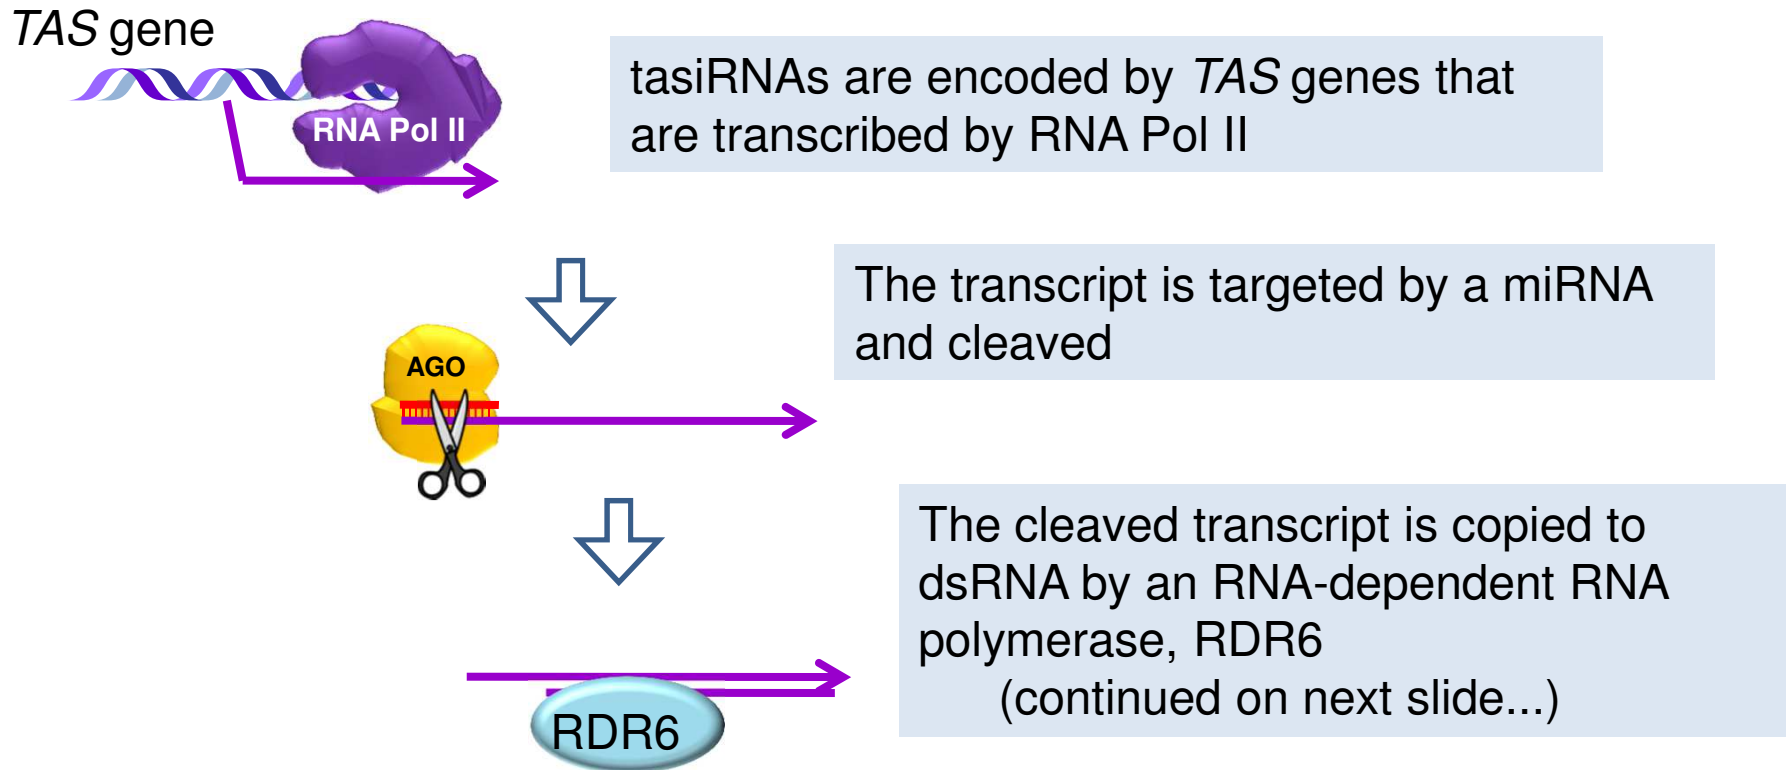 TAS gene
RNA Pol II
tasiRNAs are encoded by TAS genes that
are transcribed by RNA Pol II
The transcript is targeted by a miRNA
and cleaved
AGO
The cleaved transcript is copied to
dsRNA by an RNA-dependent RNA
polymerase, RDR6
(continued on next slide...)
RDR6